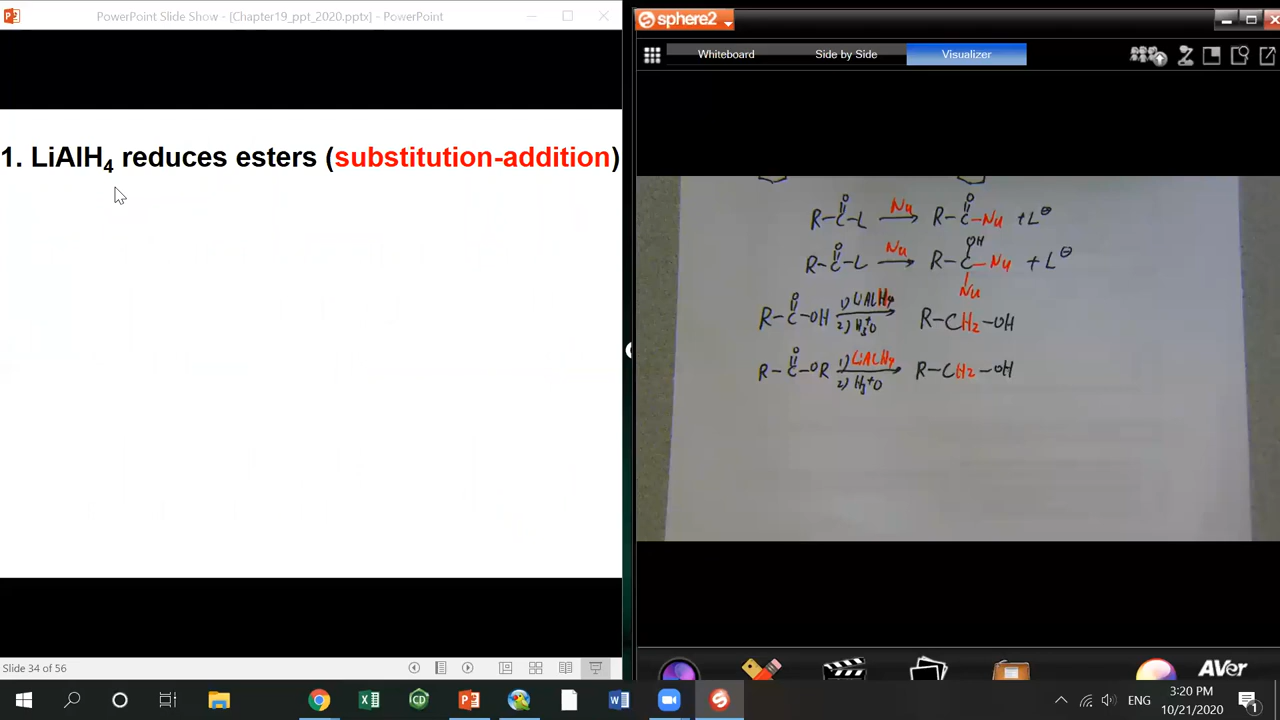 PowerPoint Slide Show - [Chapter19_ppt_2020.pptx] - PowerPoint
1. LiAlH4 reduces esters (substitution-addition)
Slide 34 of 56
sphere2
Whiteboard Side by Side Visualizer
O O
R-C-L Nu R-C-Nu + L⊖
O OH
R-C-L Nu R-C-Nu + L⊖
Nu
O
R-C-OH 1) LiAlH4 2) H3+O R-CH2-OH
O
R-C-OR 1) LiAlH4 2) H3+O R-CH2-OH
AVer
ENG
3:20 PM
10/21/2020
1